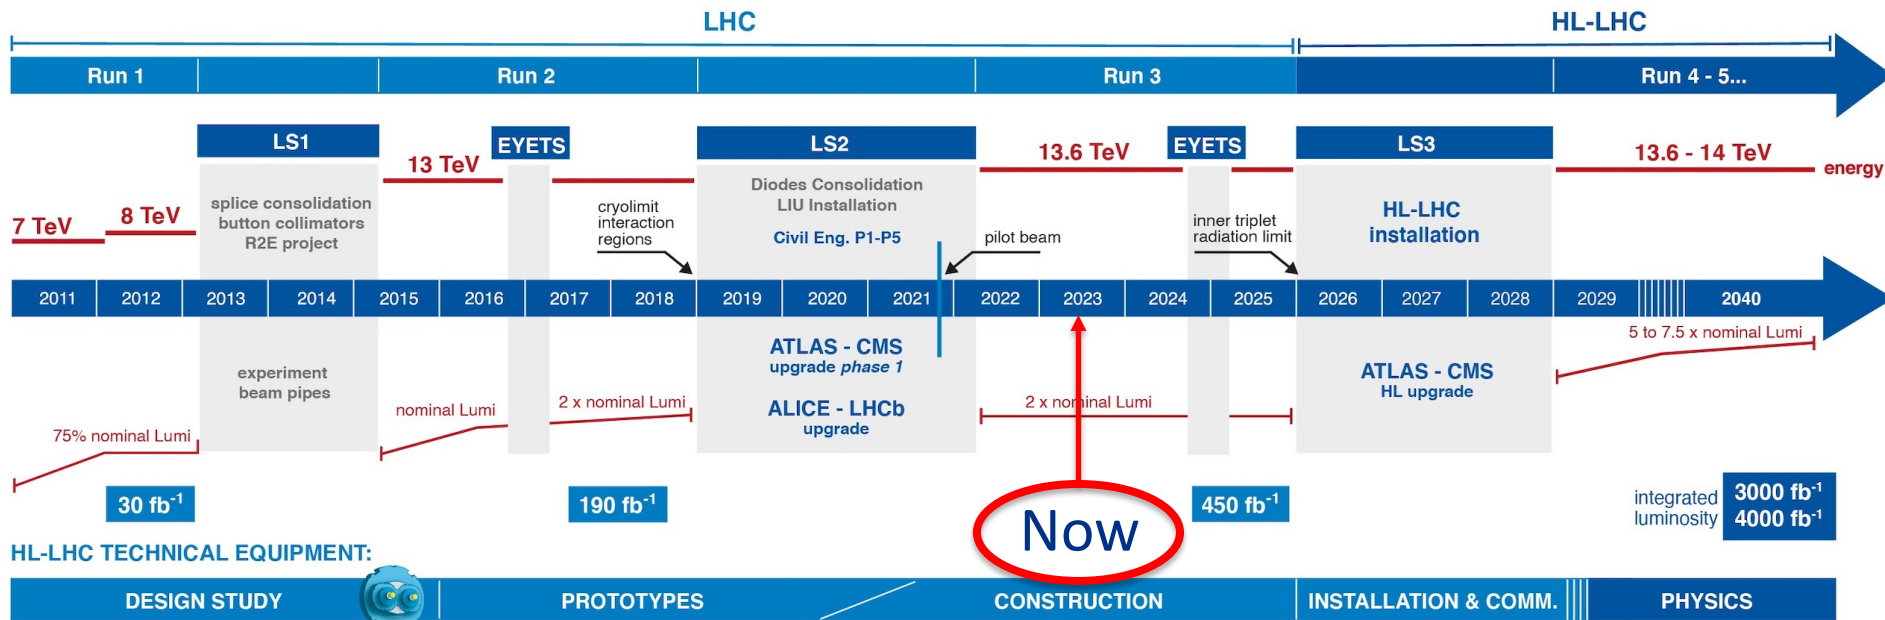 LHC
HL-LHC
Run 1
Run 2
Run 3
Run 4 - 5...
LS1
EYETS
LS2
EYETS
LS3
13 TeV
13.6 TeV
13.6 - 14 TeV
energy
7 TeV
8 TeV
splice consolidation
button collimators
R2E project
cryolimit
interaction
regions
Diodes Consolidation
LIU Installation
Civil Eng. P1-P5
pilot beam
inner triplet
radiation limit
HL-LHC
installation
2011
2012
2013
2014
2015
2016
2017
2018
2019
2020
2021
2022
2023
2024
2025
2026
2027
2028
2029
2040
5 to 7.5 x nominal Lumi
experiment
beam pipes
ATLAS - CMS
upgrade phase 1
ALICE - LHCb
upgrade
ATLAS - CMS
HL upgrade
75% nominal Lumi
nominal Lumi
2 x nominal Lumi
2 x nominal Lumi
30 fb⁻¹
190 fb⁻¹
Now
450 fb⁻¹
integrated
luminosity
3000 fb⁻¹
4000 fb⁻¹
HL-LHC TECHNICAL EQUIPMENT:
DESIGN STUDY
PROTOTYPES
CONSTRUCTION
INSTALLATION & COMM.
PHYSICS